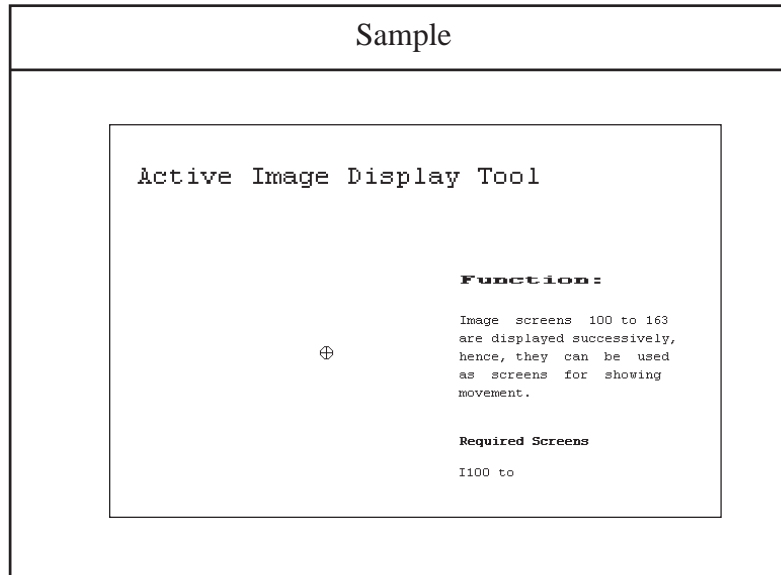 Sample
Active Image Display Tool
Function:
Image screens 100 to 163
are displayed successively,
hence, they can be used
as screens for showing
movement.
Required Screens
I100 to